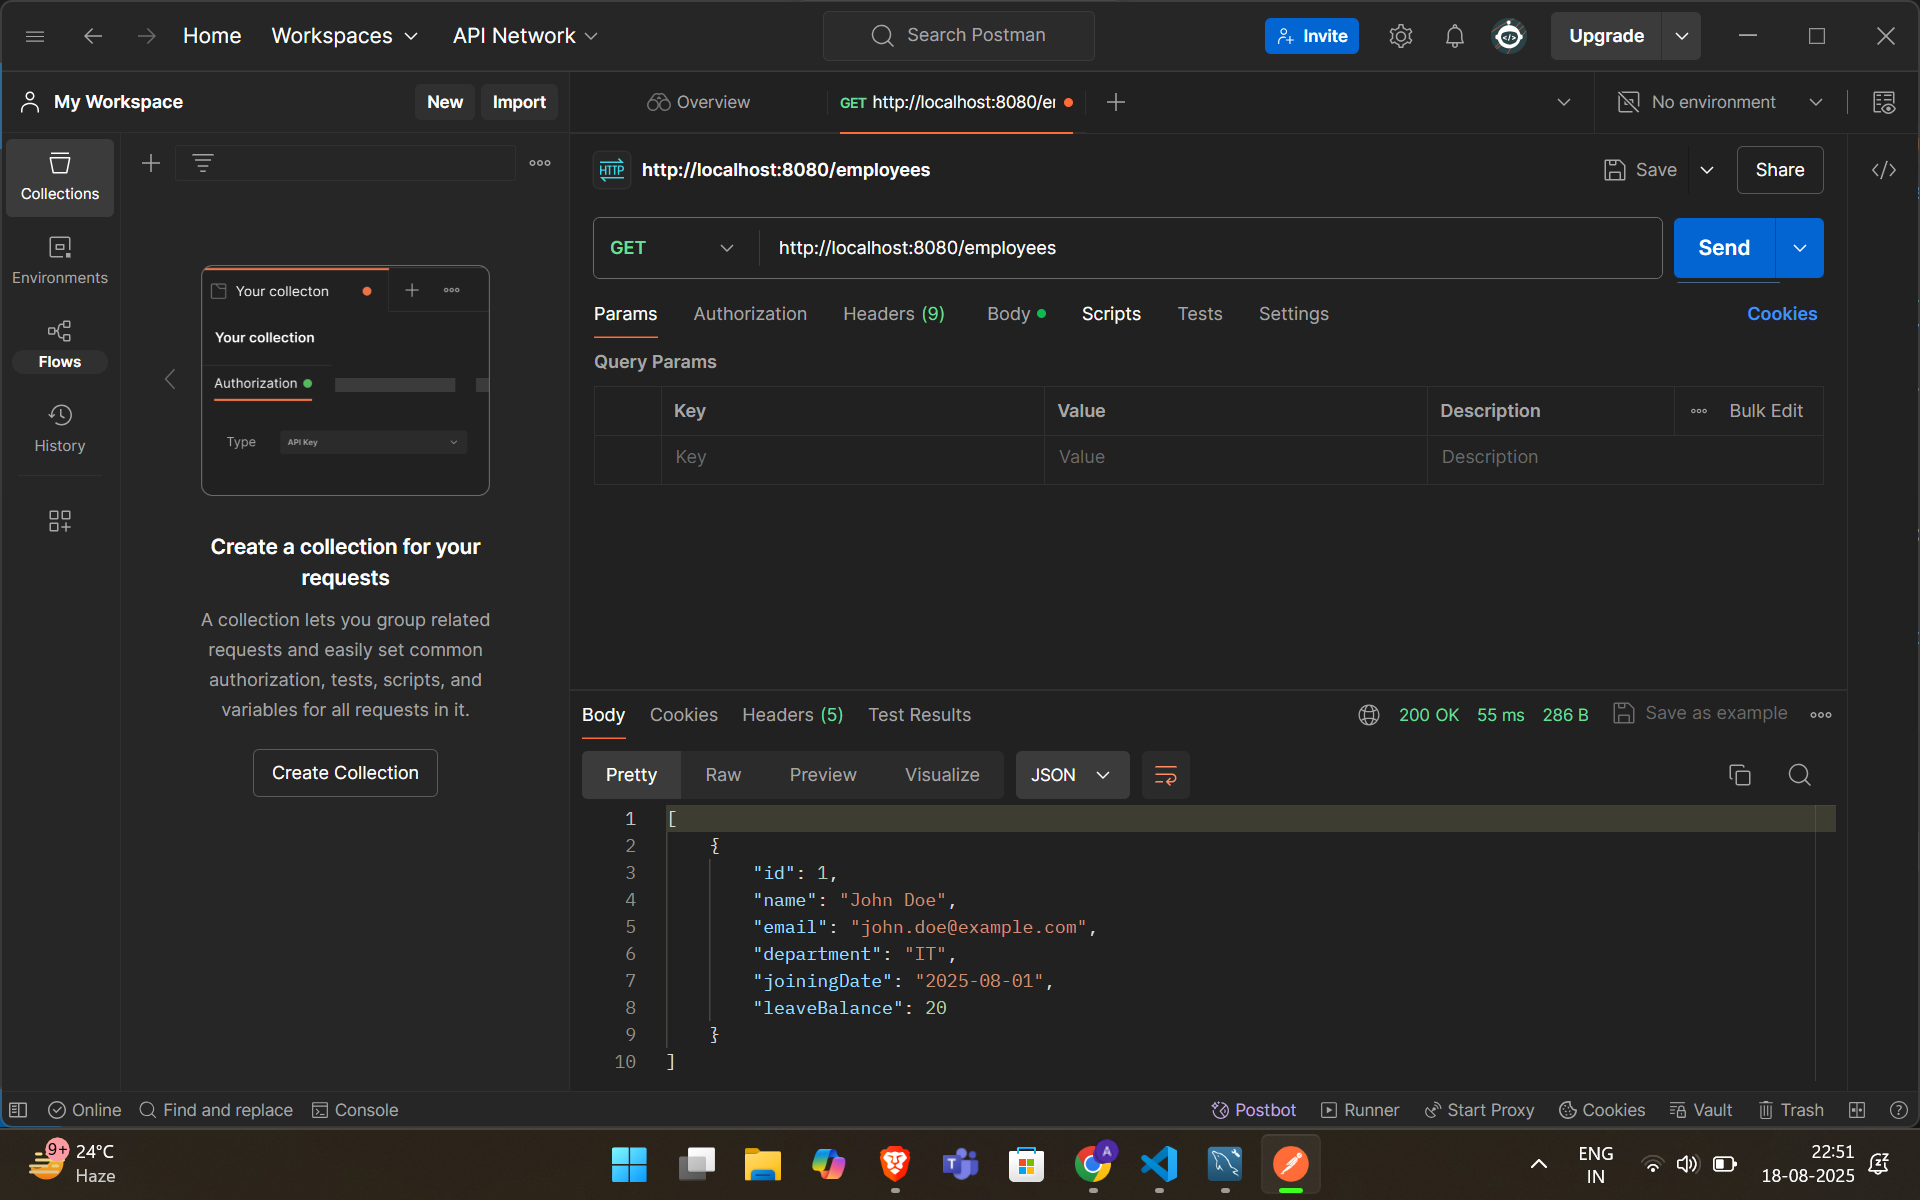 Home
Workspaces
API Network
Search Postman
Invite
Upgrade
My Workspace
New
Import
Overview
GET http://localhost:8080/er
No environment
Collections
Environments
Flows
History
Your collecton
Your collection
Authorization
Type
API Key
Create a collection for your
requests
A collection lets you group related
requests and easily set common
authorization, tests, scripts, and
variables for all requests in it.
Create Collection
HTTP
http://localhost:8080/employees
Save
Share
GET
http://localhost:8080/employees
Send
Params
Authorization
Headers (9)
Body
Scripts
Tests
Settings
Cookies
Query Params
Key
Value
Description
Bulk Edit
Key
Value
Description
Body
Cookies
Headers (5)
Test Results
200 OK
55 ms
286 B
Save as example
Pretty
Raw
Preview
Visualize
JSON
1 [
2 {
3 "id": 1,
4 "name": "John Doe",
5 "email": "john.doe@example.com",
6 "department": "IT",
7 "joiningDate": "2025-08-01",
8 "leaveBalance": 20
9 }
10 ]
Online
Find and replace
Console
Postbot
Runner
Start Proxy
Cookies
Vault
Trash
9+
24°C
Haze
A
ENG
IN
22:51
18-08-2025